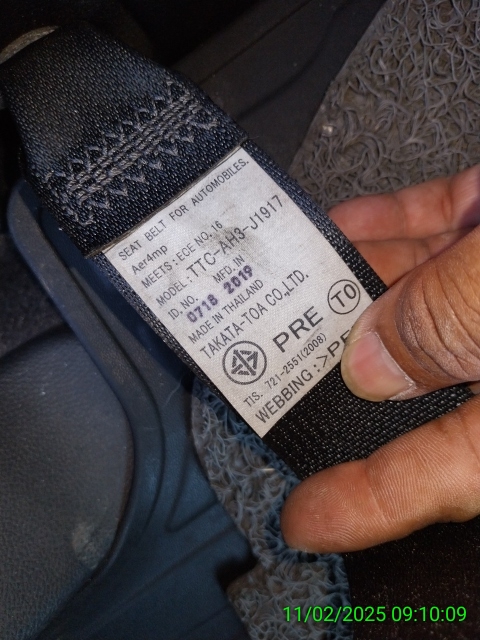 SEAT BELT FOR AUTOMOBILES.
Aer4mp
MEETS : ECE NO. 16
MODEL : TTC-AH3-J1917
ID. NO. MFD. IN
0718 2019
MADE IN THAILAND
TAKATA-TOA CO.,LTD.
PRE TO
TIS. 721-2551(2008)
WEBBING : >PE
11/02/2025 09:10:09